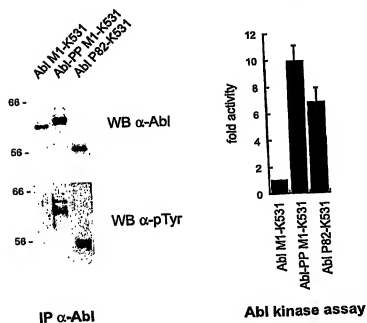 Abl M1-K531
Abl-PP M1-K531
Abl P82-K531
66 -
56 -
WB α-Abl
66 -
56 -
WB α-pTyr
IP α-Abl
fold activity
12
10
8
6
4
2
0
Abl M1-K531
Abl-PP M1-K531
Abl P82-K531
Abl kinase assay